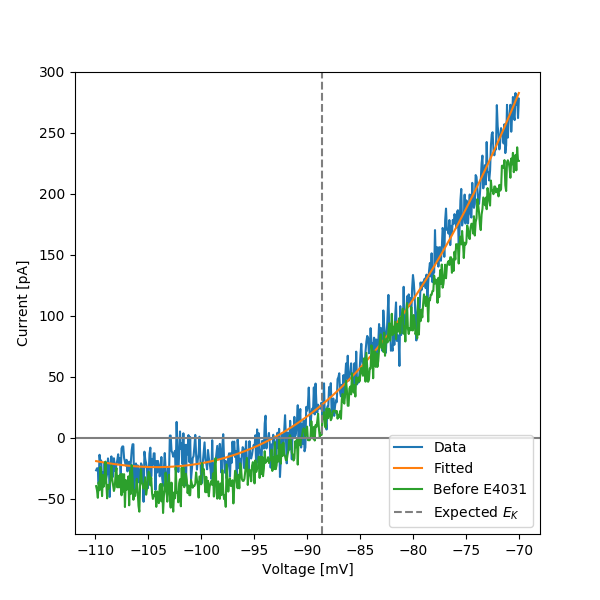 300
250
200
150
100
50
0
−50
Current [pA]
−110 −105 −100 −95 −90 −85 −80 −75 −70
Voltage [mV]
Data
Fitted
Before E4031
Expected E_K